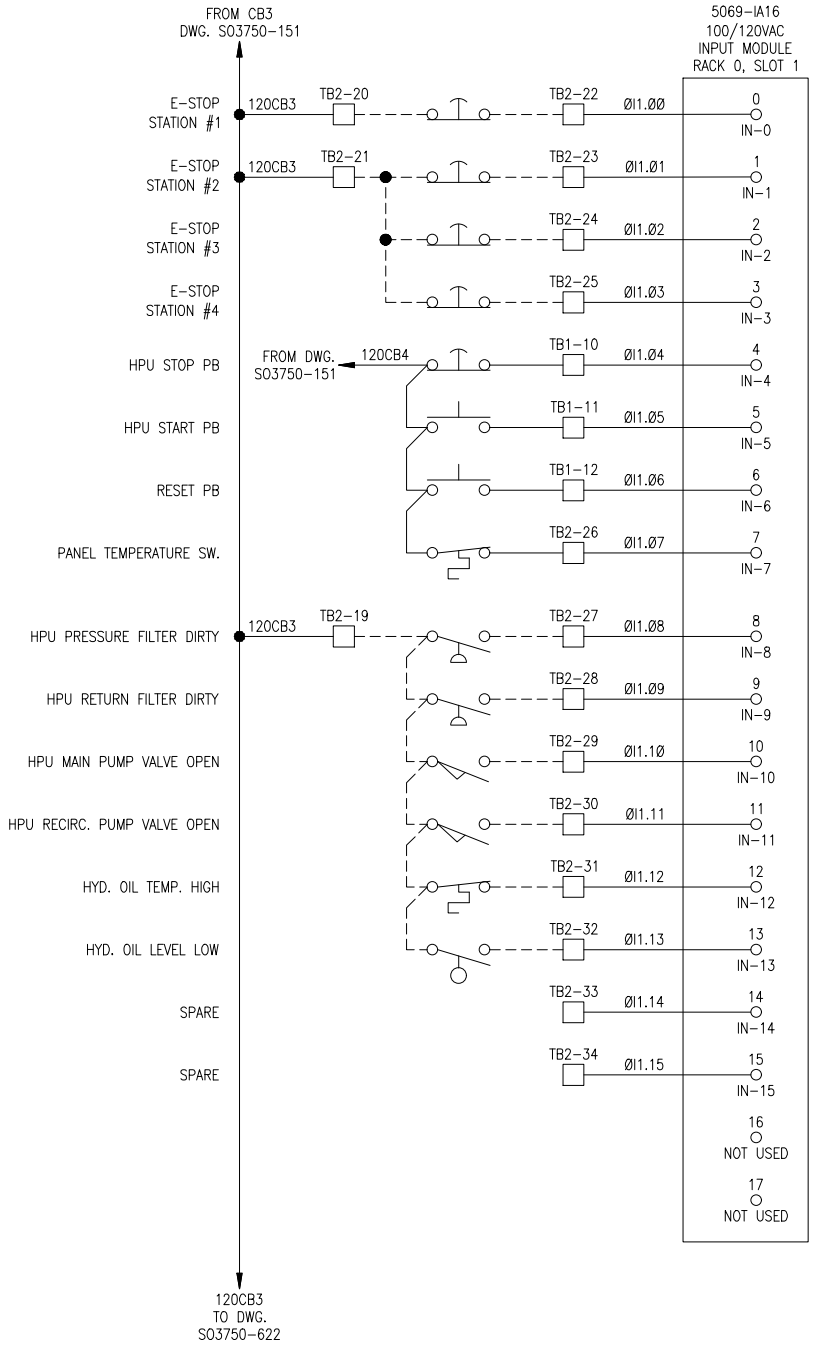 FROM CB3
DWG. SO3750-151
5069-IA16
100/120VAC
INPUT MODULE
RACK 0, SLOT 1
E-STOP
STATION #1
120CB3
TB2-20
TB2-22
ØI1.ØØ
0
IN-0
E-STOP
STATION #2
120CB3
TB2-21
TB2-23
ØI1.Ø1
1
IN-1
E-STOP
STATION #3
TB2-24
ØI1.Ø2
2
IN-2
E-STOP
STATION #4
TB2-25
ØI1.Ø3
3
IN-3
HPU STOP PB
FROM DWG.
SO3750-151
120CB4
TB1-10
ØI1.Ø4
4
IN-4
HPU START PB
TB1-11
ØI1.Ø5
5
IN-5
RESET PB
TB1-12
ØI1.Ø6
6
IN-6
PANEL TEMPERATURE SW.
TB2-26
ØI1.Ø7
7
IN-7
HPU PRESSURE FILTER DIRTY
120CB3
TB2-19
TB2-27
ØI1.Ø8
8
IN-8
HPU RETURN FILTER DIRTY
TB2-28
ØI1.Ø9
9
IN-9
HPU MAIN PUMP VALVE OPEN
TB2-29
ØI1.1Ø
10
IN-10
HPU RECIRC. PUMP VALVE OPEN
TB2-30
ØI1.11
11
IN-11
HYD. OIL TEMP. HIGH
TB2-31
ØI1.12
12
IN-12
HYD. OIL LEVEL LOW
TB2-32
ØI1.13
13
IN-13
SPARE
TB2-33
ØI1.14
14
IN-14
SPARE
TB2-34
ØI1.15
15
IN-15
16
NOT USED
17
NOT USED
120CB3
TO DWG.
SO3750-622